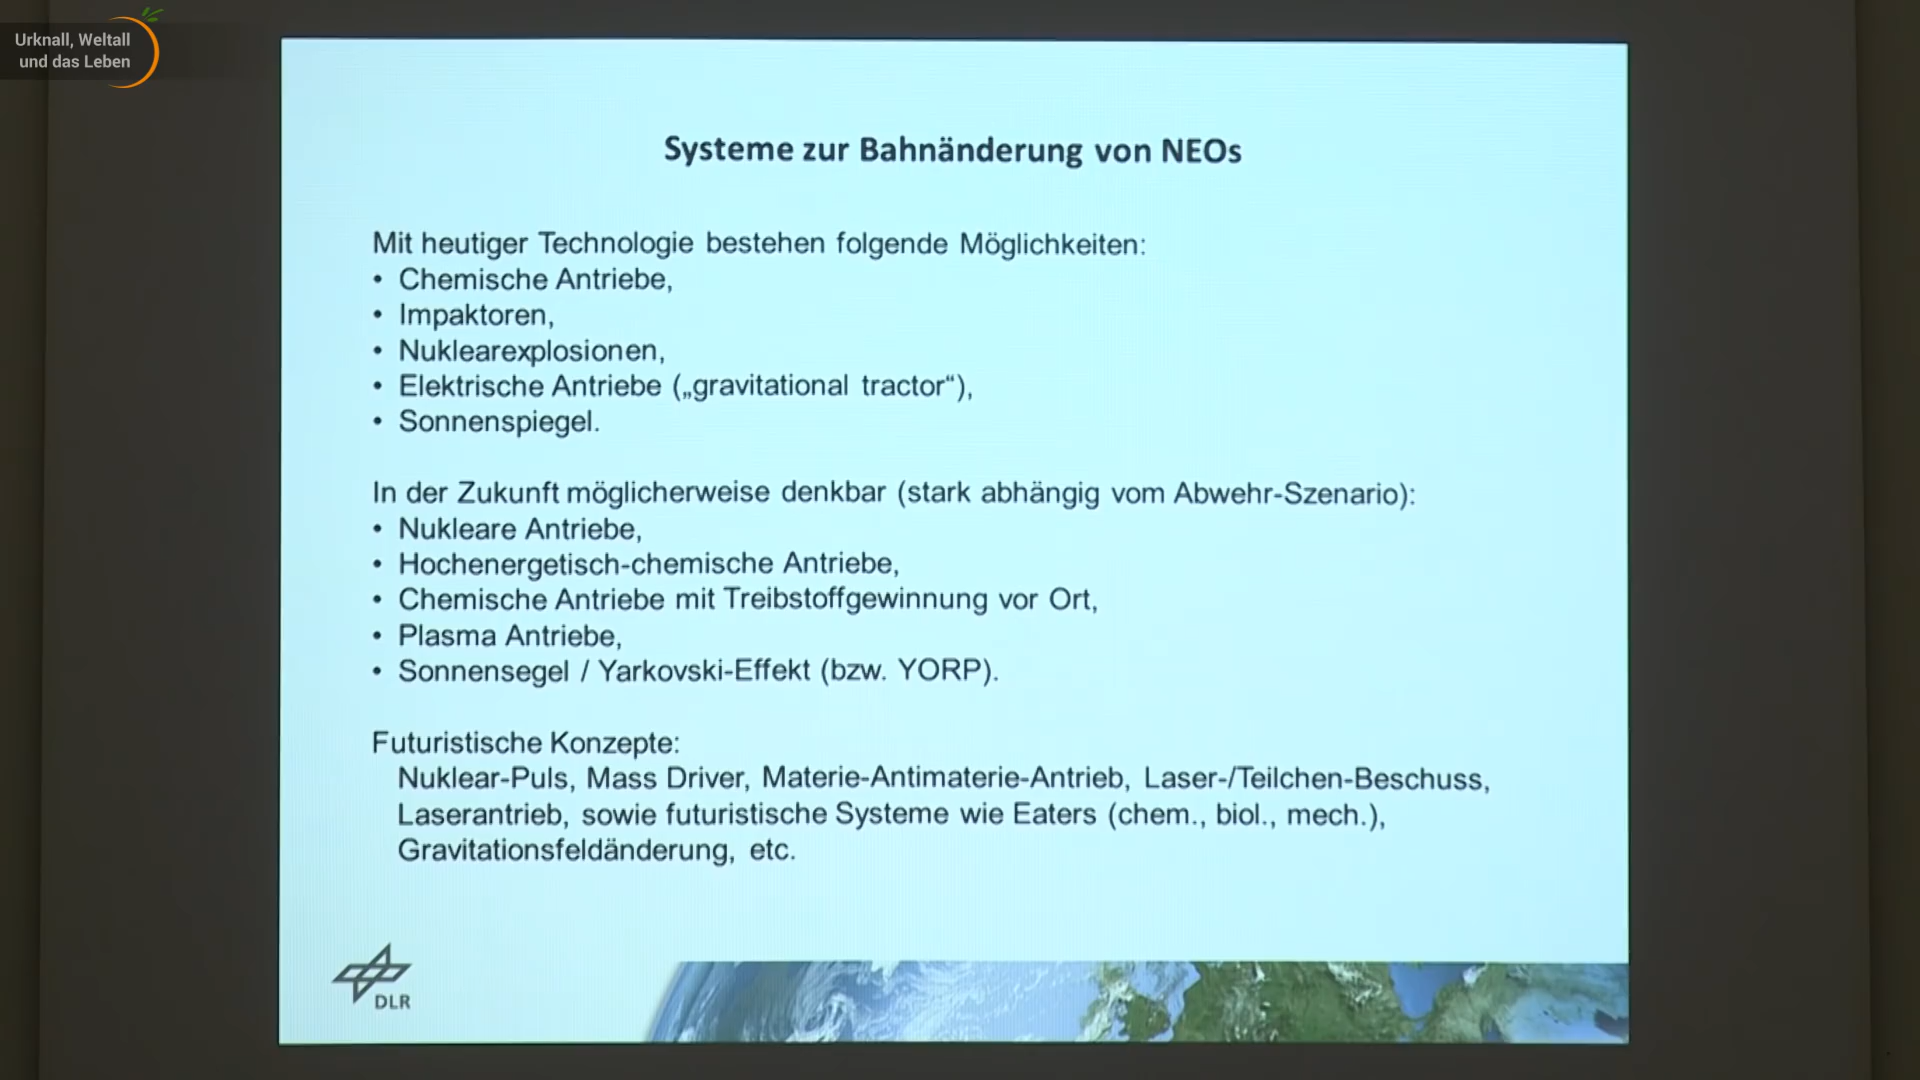 Urknall, Weltall
und das Leben
Systeme zur Bahnänderung von NEOs
Mit heutiger Technologie bestehen folgende Möglichkeiten:
• Chemische Antriebe,
• Impaktoren,
• Nuklearexplosionen,
• Elektrische Antriebe („gravitational tractor“),
• Sonnenspiegel.
In der Zukunft möglicherweise denkbar (stark abhängig vom Abwehr-Szenario):
• Nukleare Antriebe,
• Hochenergetisch-chemische Antriebe,
• Chemische Antriebe mit Treibstoffgewinnung vor Ort,
• Plasma Antriebe,
• Sonnensegel / Yarkovski-Effekt (bzw. YORP).
Futuristische Konzepte:
Nuklear-Puls, Mass Driver, Materie-Antimaterie-Antrieb, Laser-/Teilchen-Beschuss,
Laserantrieb, sowie futuristische Systeme wie Eaters (chem., biol., mech.),
Gravitationsfeldänderung, etc.
DLR